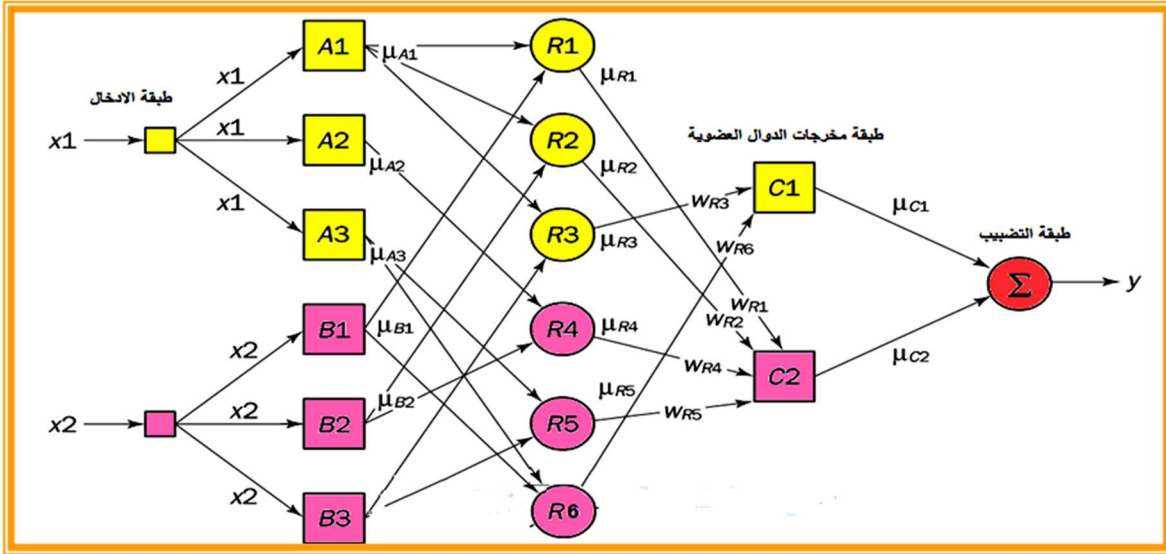 طبقة الادخال
x1
x1
x1
x1
A1
A2
A3
μA1
μA2
μA3
x2
x2
x2
x2
B1
B2
B3
μB1
μB2
R1
R2
R3
R4
R5
R6
μR1
μR2
μR3
μR4
μR5
wR3
wR6
wR1
wR2
wR4
wR5
طبقة مخرجات الدوال العضوية
C1
C2
μC1
μC2
طبقة التضبيب
Σ
y